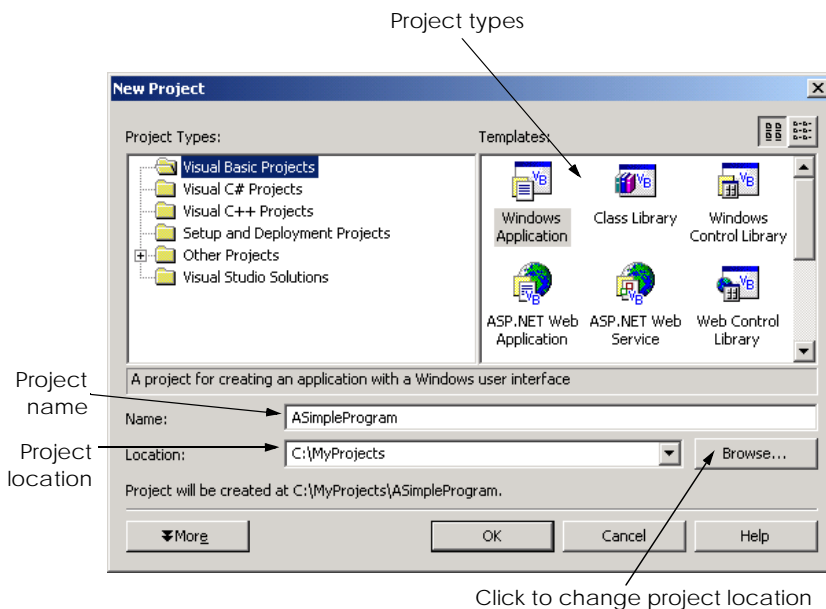 Project types
New Project
Project Types:
Templates:
Visual Basic Projects
Visual C# Projects
Visual C++ Projects
Setup and Deployment Projects
Other Projects
Visual Studio Solutions
Windows
Application
Class Library
Windows
Control Library
ASP.NET Web
Application
ASP.NET Web
Service
Web Control
Library
A project for creating an application with a Windows user interface
Project
name
Name:
ASimpleProgram
Project
location
Location:
C:\MyProjects
Browse...
Project will be created at C:\MyProjects\ASimpleProgram.
More
OK
Cancel
Help
Click to change project location